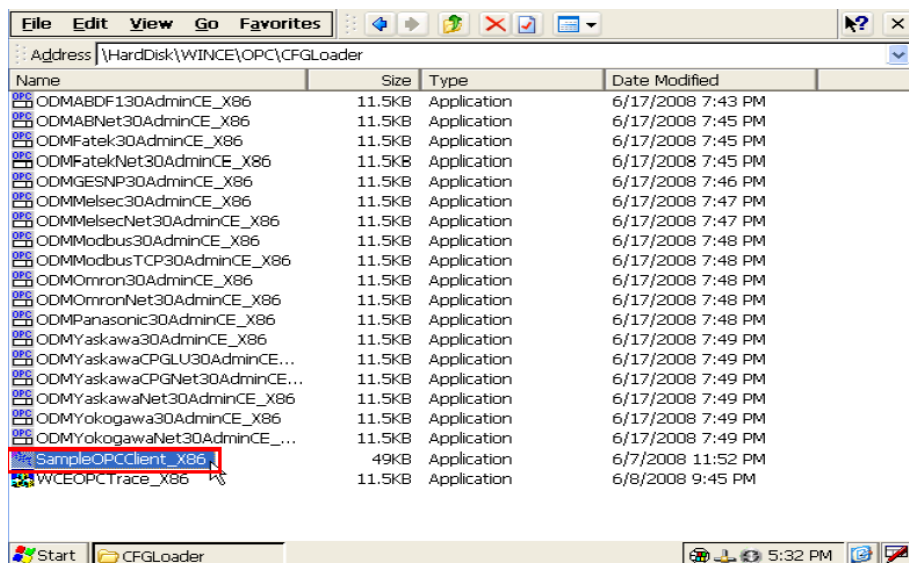 File Edit View Go Favorites
Address \HardDisk\WINCE\OPC\CFGLoader
Name Size Type Date Modified
ODMABDF130AdminCE_X86 11.5KB Application 6/17/2008 7:43 PM
ODMABNet30AdminCE_X86 11.5KB Application 6/17/2008 7:45 PM
ODMFatek30AdminCE_X86 11.5KB Application 6/17/2008 7:45 PM
ODMFatekNet30AdminCE_X86 11.5KB Application 6/17/2008 7:45 PM
ODMGESNP30AdminCE_X86 11.5KB Application 6/17/2008 7:46 PM
ODMMelsec30AdminCE_X86 11.5KB Application 6/17/2008 7:47 PM
ODMMelsecNet30AdminCE_X86 11.5KB Application 6/17/2008 7:47 PM
ODMModbus30AdminCE_X86 11.5KB Application 6/17/2008 7:48 PM
ODMModbusTCP30AdminCE_X86 11.5KB Application 6/17/2008 7:48 PM
ODMOmron30AdminCE_X86 11.5KB Application 6/17/2008 7:48 PM
ODMOmronNet30AdminCE_X86 11.5KB Application 6/17/2008 7:48 PM
ODMPanasonic30AdminCE_X86 11.5KB Application 6/17/2008 7:48 PM
ODMYaskawa30AdminCE_X86 11.5KB Application 6/17/2008 7:49 PM
ODMYaskawaCPGLU30AdminCE... 11.5KB Application 6/17/2008 7:49 PM
ODMYaskawaCPGNet30AdminCE... 11.5KB Application 6/17/2008 7:49 PM
ODMYaskawaNet30AdminCE_X86 11.5KB Application 6/17/2008 7:49 PM
ODMYokogawa30AdminCE_X86 11.5KB Application 6/17/2008 7:49 PM
ODMYokogawaNet30AdminCE_... 11.5KB Application 6/17/2008 7:49 PM
SampleOPCClient_X86 49KB Application 6/7/2008 11:52 PM
WCEOPCTrace_X86 11.5KB Application 6/8/2008 9:45 PM
Start CFGLoader 5:32 PM